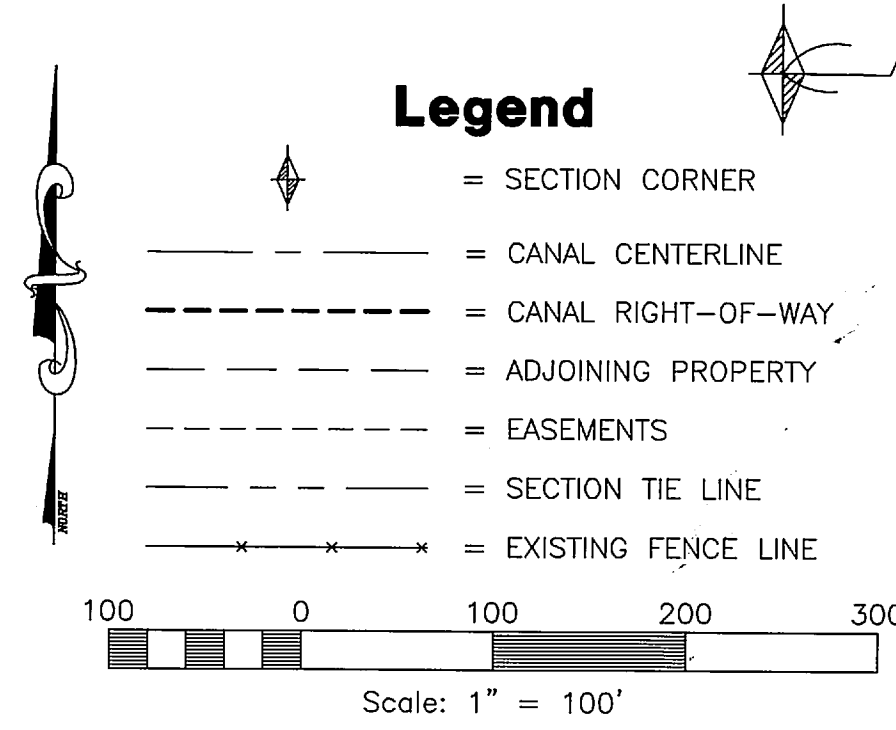 Legend
= SECTION CORNER
= CANAL CENTERLINE
= CANAL RIGHT-OF-WAY
= ADJOINING PROPERTY
= EASEMENTS
= SECTION TIE LINE
= EXISTING FENCE LINE
NORTH
100 0 100 200 300
Scale: 1" = 100'